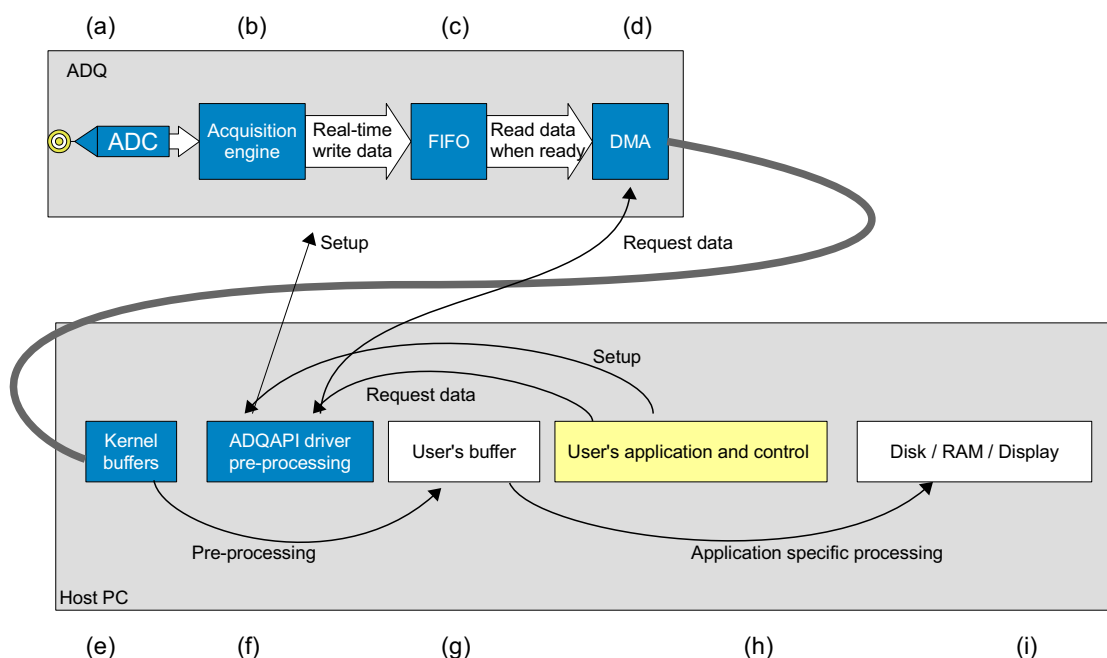 (a)
(b)
(c)
(d)
ADQ
ADC
Acquisition
engine
Real-time
write data
FIFO
Read data
when ready
DMA
Setup
Request data
Setup
Request data
Kernel
buffers
ADQAPI driver
pre-processing
User's buffer
User's application and control
Disk / RAM / Display
Pre-processing
Application specific processing
Host PC
(e)
(f)
(g)
(h)
(i)